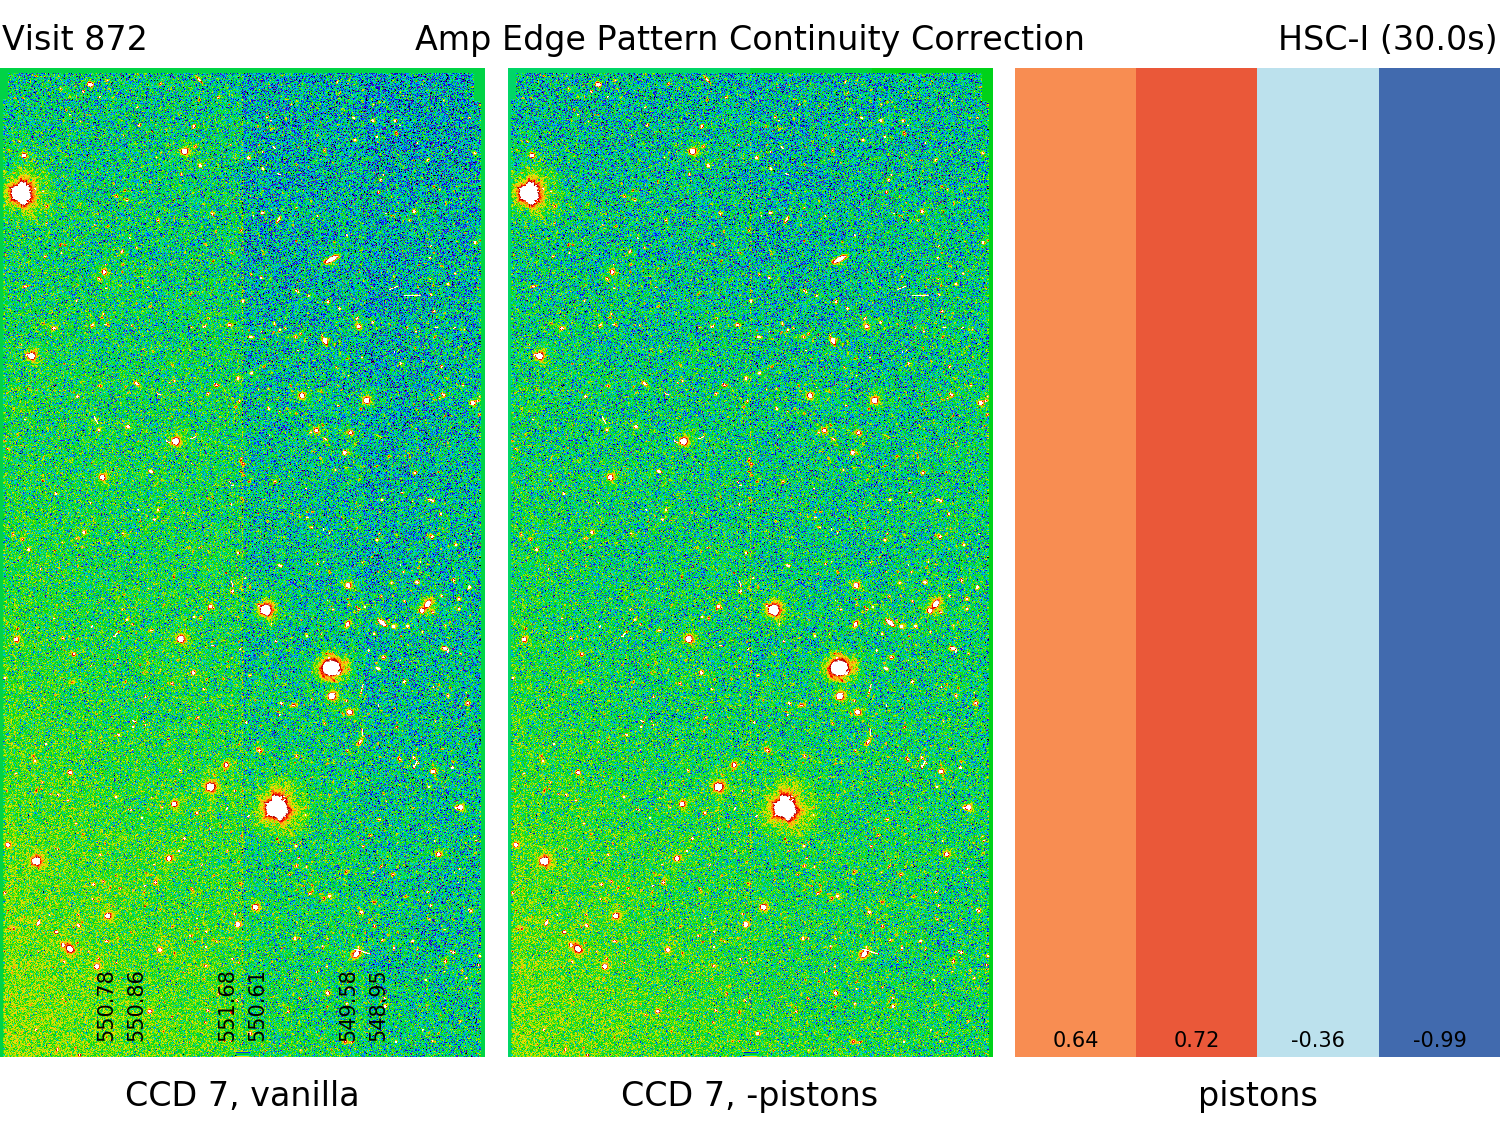 Visit 872
Amp Edge Pattern Continuity Correction
HSC-I (30.0s)
550.78
550.86
551.68
550.61
549.58
548.95
0.64
0.72
-0.36
-0.99
CCD 7, vanilla
CCD 7, -pistons
pistons